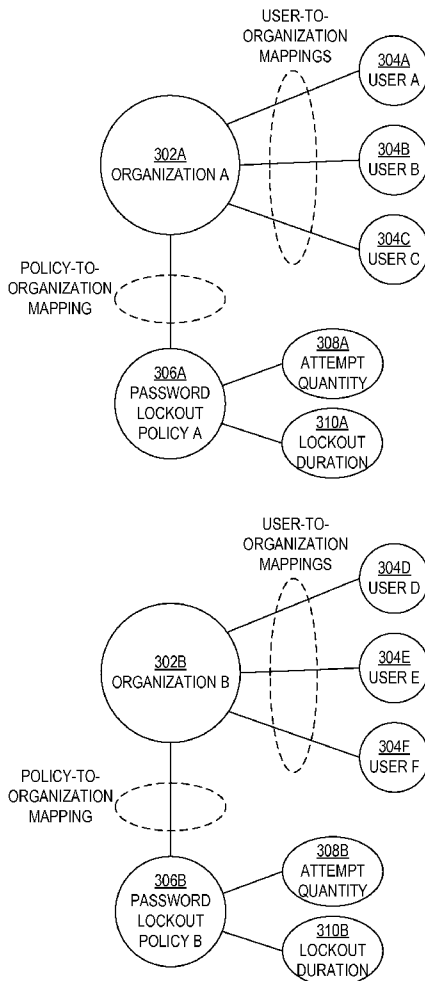 USER-TO-
ORGANIZATION
MAPPINGS
304A
USER A
302A
ORGANIZATION A
304B
USER B
304C
USER C
POLICY-TO-
ORGANIZATION
MAPPING
306A
PASSWORD
LOCKOUT
POLICY A
308A
ATTEMPT
QUANTITY
310A
LOCKOUT
DURATION
USER-TO-
ORGANIZATION
MAPPINGS
304D
USER D
302B
ORGANIZATION B
304E
USER E
304F
USER F
POLICY-TO-
ORGANIZATION
MAPPING
306B
PASSWORD
LOCKOUT
POLICY B
308B
ATTEMPT
QUANTITY
310B
LOCKOUT
DURATION